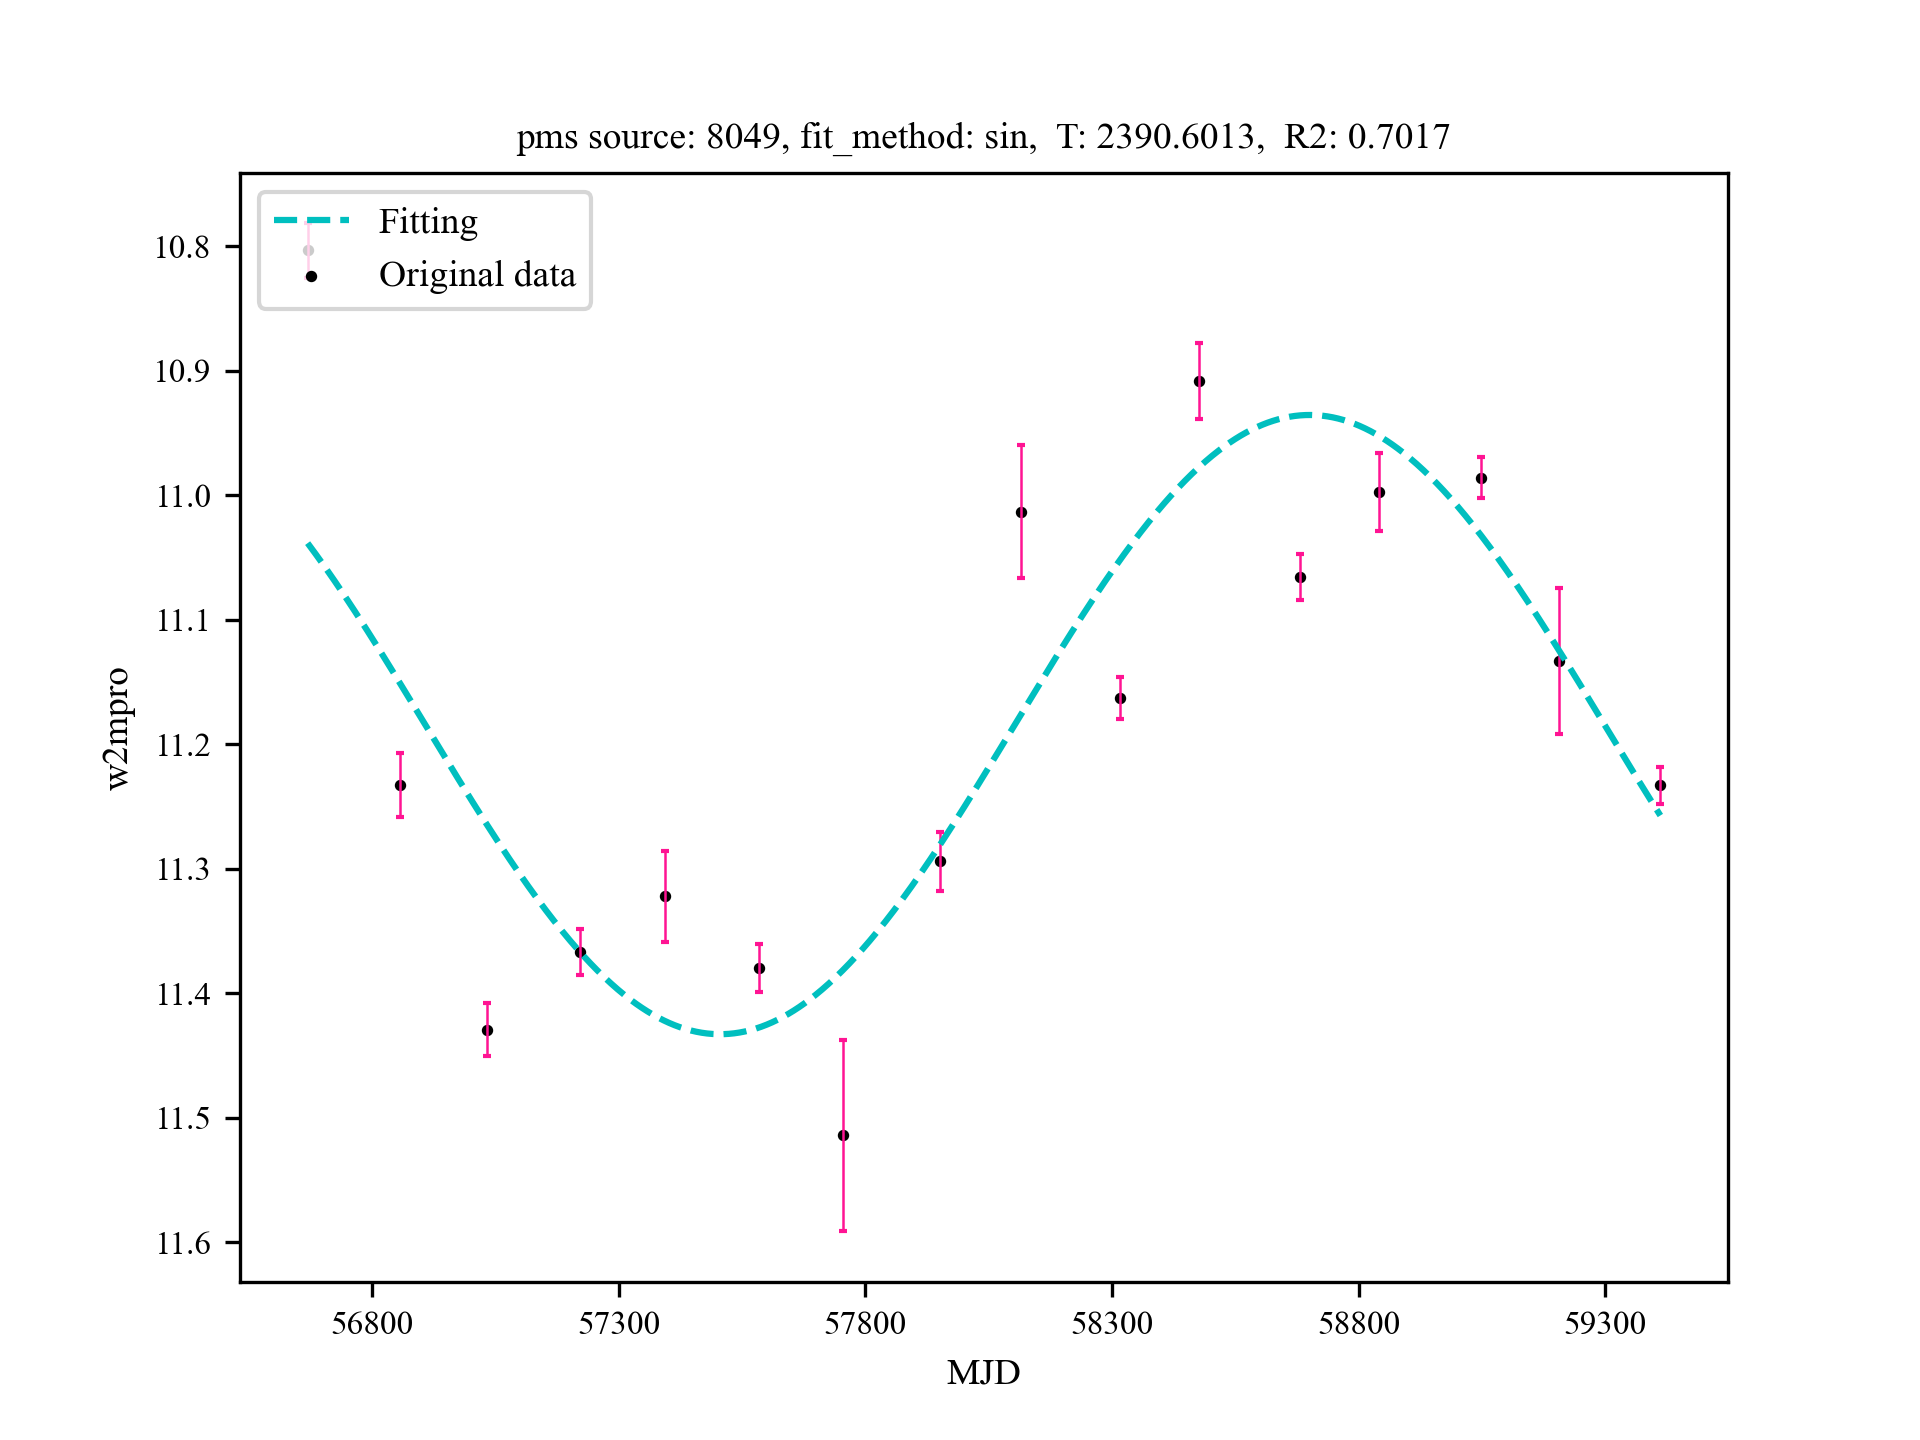 pms source: 8049, fit_method: sin,  T: 2390.6013,  R2: 0.7017
Fitting
Original data
10.8
10.9
11.0
11.1
11.2
11.3
11.4
11.5
11.6
w2mpro
56800 57300 57800 58300 58800 59300
MJD